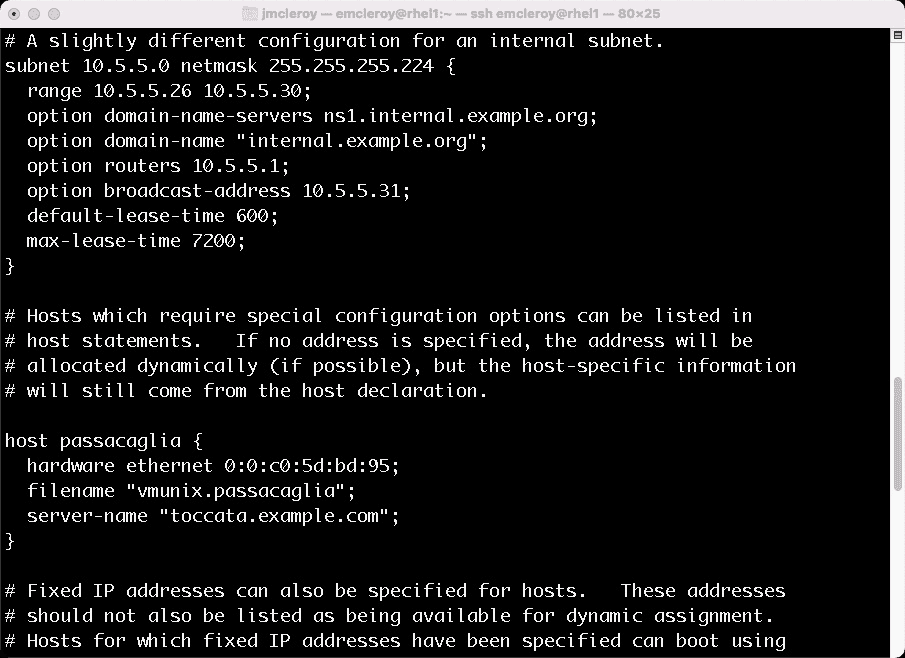 jmcleroy — emcleroy@rhel1:~ — ssh emcleroy@rhel1 — 80×25
# A slightly different configuration for an internal subnet.
subnet 10.5.5.0 netmask 255.255.255.224 {
  range 10.5.5.26 10.5.5.30;
  option domain-name-servers ns1.internal.example.org;
  option domain-name "internal.example.org";
  option routers 10.5.5.1;
  option broadcast-address 10.5.5.31;
  default-lease-time 600;
  max-lease-time 7200;
}

# Hosts which require special configuration options can be listed in
# host statements.   If no address is specified, the address will be
# allocated dynamically (if possible), but the host-specific information
# will still come from the host declaration.

host passacaglia {
  hardware ethernet 0:0:c0:5d:bd:95;
  filename "vmunix.passacaglia";
  server-name "toccata.example.com";
}

# Fixed IP addresses can also be specified for hosts.   These addresses
# should not also be listed as being available for dynamic assignment.
# Hosts for which fixed IP addresses have been specified can boot using